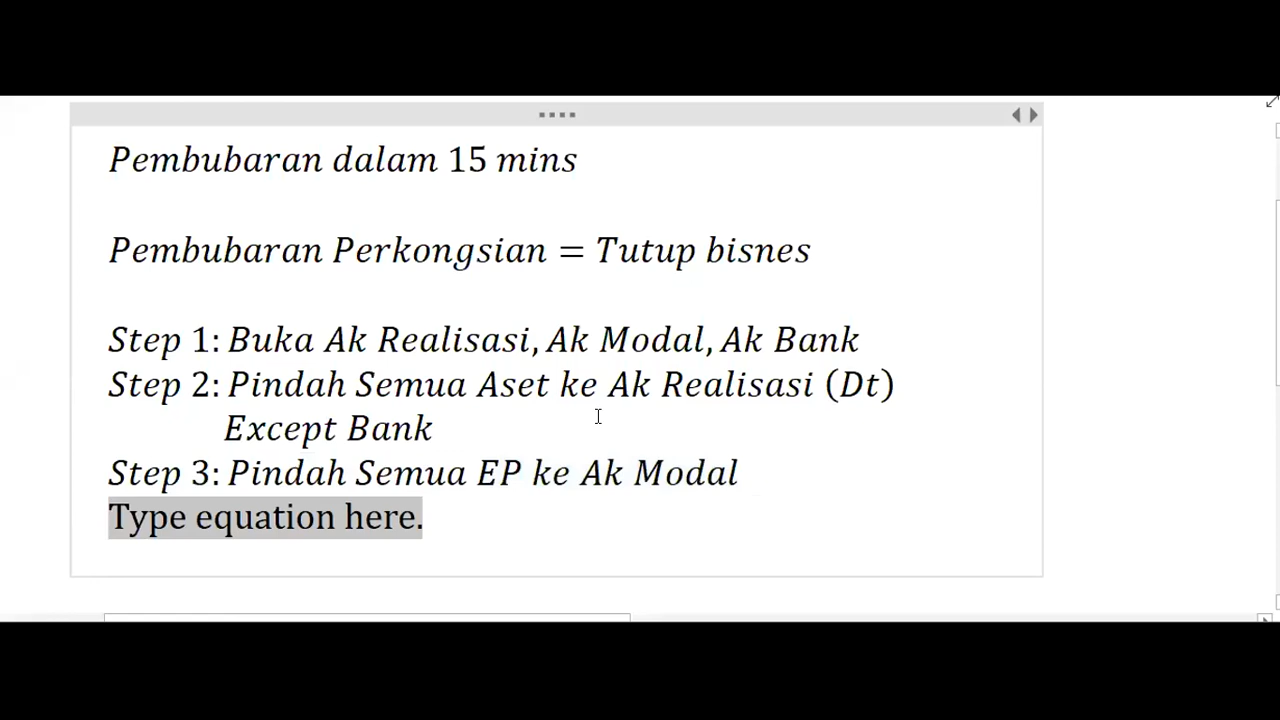 Pembubaran dalam 15 mins
Pembubaran Perkongsian = Tutup bisnes
Step 1: Buka Ak Realisasi, Ak Modal, Ak Bank
Step 2: Pindah Semua Aset ke Ak Realisasi (Dt)
Except Bank
Step 3: Pindah Semua EP ke Ak Modal
Type equation here.